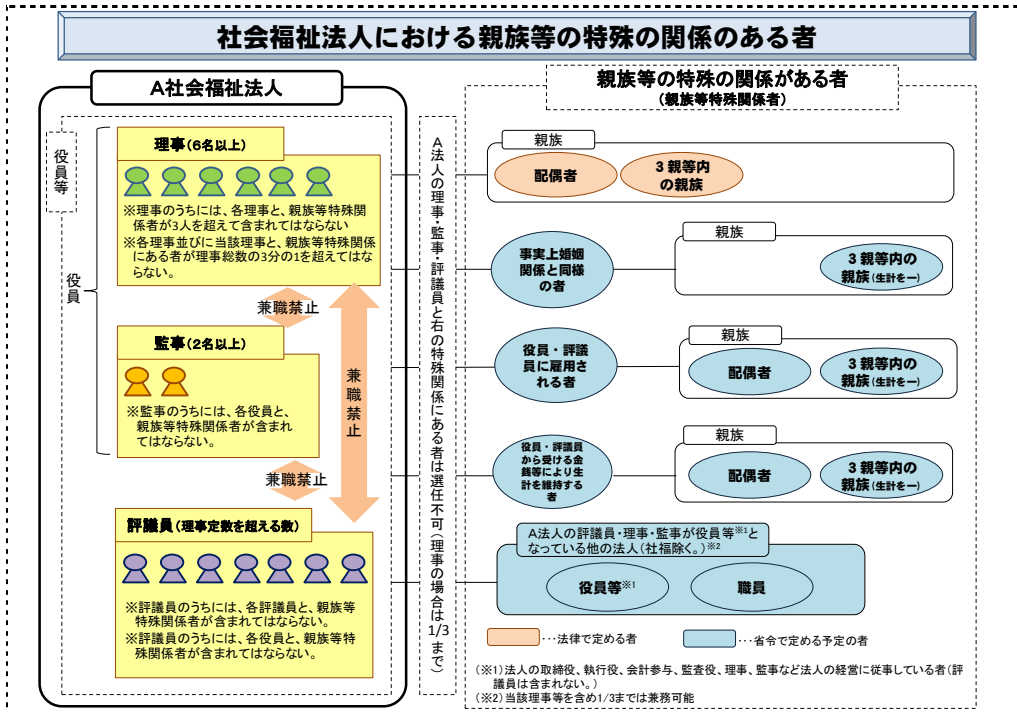 社会福祉法人における親族等の特殊の関係のある者
A社会福祉法人
役員等
役員
理事(6名以上)
※理事のうちには、各理事と、親族等特殊関
係者が3人を超えて含まれてはならない
※各理事並びに当該理事と、親族等特殊関係
にある者が理事総数の3分の1を超えてはな
らない。
兼職禁止
監事(2名以上)
※監事のうちには、各役員と、
親族等特殊関係者が含まれ
てはならない。
兼職禁止
兼職禁止
評議員(理事定数を超える数)
※評議員のうちには、各評議員と、親族等
特殊関係者が含まれてはならない。
※評議員のうちには、各役員と、親族等特
殊関係者が含まれてはならない。
A法人の理事・監事・評議員と右の特殊関係にある者は選任不可(理事の場合は1/3まで)
親族等の特殊の関係がある者
(親族等特殊関係者)
親族
配偶者
3親等内
の親族
事実上婚姻
関係と同様
の者
親族
3親等内の
親族(生計を一)
役員・評議
員に雇用さ
れる者
親族
配偶者
3親等内の
親族(生計を一)
役員・評議員
から受ける金
銭等により生
計を維持する
者
親族
配偶者
3親等内の
親族(生計を一)
A法人の評議員・理事・監事が役員等※1と
なっている他の法人(社福除く。)※2
役員等※1
職員
・・・法律で定める者
・・・省令で定める予定の者
(※1)法人の取締役、執行役、会計参与、監査役、理事、監事など法人の経営に従事している者(評
議員は含まれない。)
(※2)当該理事等を含め1/3までは兼務可能